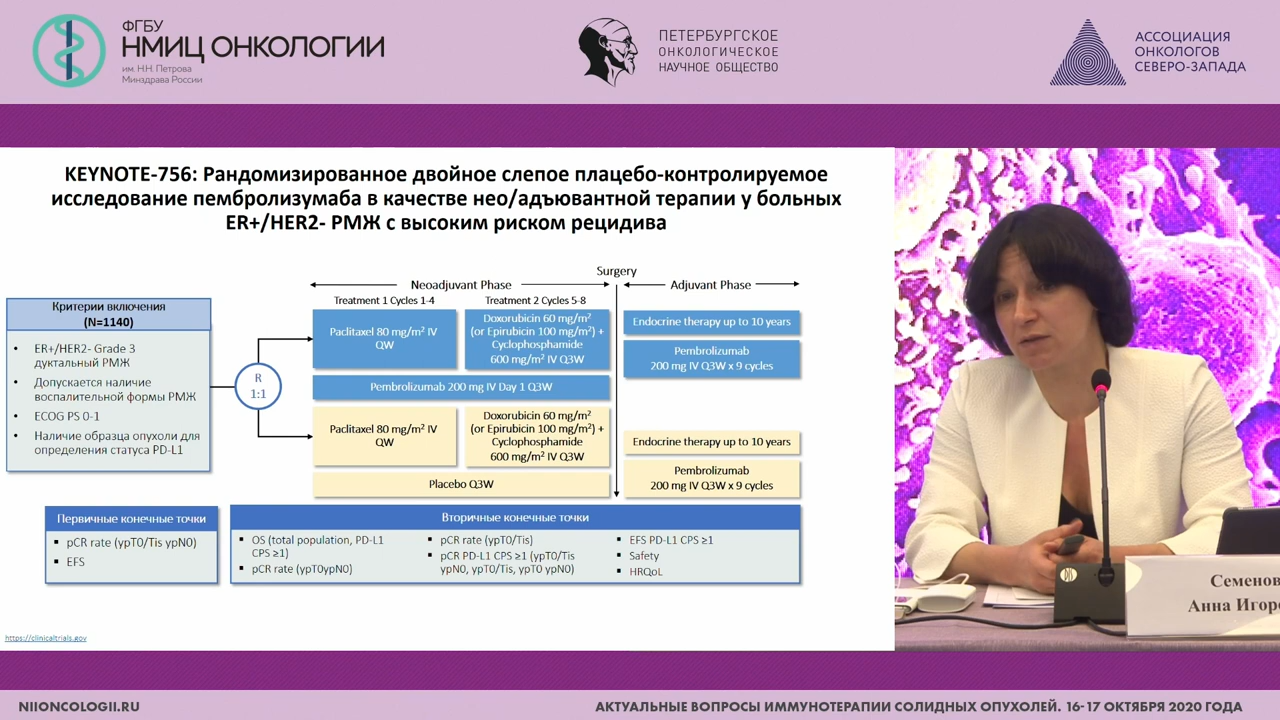 ФГБУ
НМИЦ ОНКОЛОГИИ
им. Н.Н. Петрова
Минздрава России
ПЕТЕРБУРГСКОЕ
ОНКОЛОГИЧЕСКОЕ
НАУЧНОЕ ОБЩЕСТВО
АССОЦИАЦИЯ
ОНКОЛОГОВ
СЕВЕРО-ЗАПАДА
KEYNOTE-756: Рандомизированное двойное слепое плацебо-контролируемое
исследование пембролизумаба в качестве нео/адъювантной терапии у больных
ER+/HER2- РМЖ с высоким риском рецидива
Критерии включения
(N=1140)
• ER+/HER2- Grade 3
дуктальный РМЖ
• Допускается наличие
воспалительной формы РМЖ
• ECOG PS 0-1
• Наличие образца опухоли для
определения статуса PD-L1
R
1:1
Surgery
Neoadjuvant Phase
Adjuvant Phase
Treatment 1 Cycles 1-4
Treatment 2 Cycles 5-8
Paclitaxel 80 mg/m² IV
QW
Doxorubicin 60 mg/m²
(or Epirubicin 100 mg/m²) +
Cyclophosphamide
600 mg/m² IV Q3W
Pembrolizumab 200 mg IV Day 1 Q3W
Endocrine therapy up to 10 years
Pembrolizumab
200 mg IV Q3W x 9 cycles
Paclitaxel 80 mg/m² IV
QW
Doxorubicin 60 mg/m²
(or Epirubicin 100 mg/m²) +
Cyclophosphamide
600 mg/m² IV Q3W
Placebo Q3W
Endocrine therapy up to 10 years
Pembrolizumab
200 mg IV Q3W x 9 cycles
Первичные конечные точки
▪ pCR rate (ypT0/Tis ypN0)
▪ EFS
Вторичные конечные точки
▪ OS (total population, PD-L1
CPS ≥1)
▪ pCR rate (ypT0ypN0)
▪ pCR rate (ypT0/Tis)
▪ pCR PD-L1 CPS ≥1 (ypT0/Tis
ypN0, ypT0/Tis, ypT0 ypN0)
▪ EFS PD-L1 CPS ≥1
▪ Safety
▪ HRQoL
https://clinicaltrials.gov
Семенов
Анна Игоре
NIIONCOLOGII.RU
АКТУАЛЬНЫЕ ВОПРОСЫ ИММУНОТЕРАПИИ СОЛИДНЫХ ОПУХОЛЕЙ. 16-17 ОКТЯБРЯ 2020 ГОДА